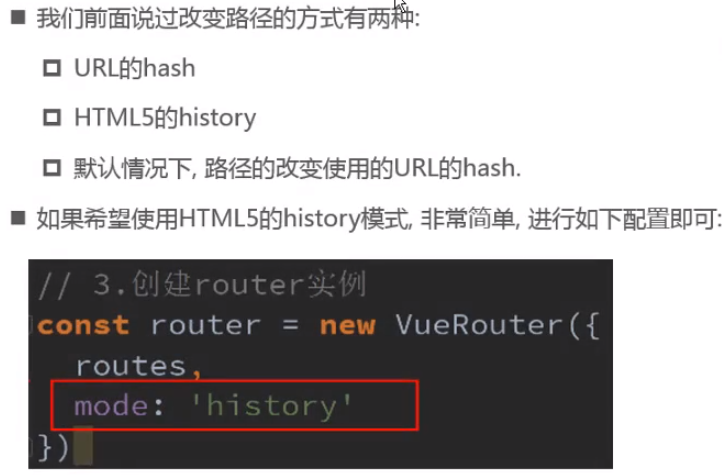 我们前面说过改变路径的方式有两种:
URL的hash
HTML5的history
默认情况下, 路径的改变使用的URL的hash.
如果希望使用HTML5的history模式, 非常简单, 进行如下配置即可:
// 3.创建router实例
const router = new VueRouter({
routes,
mode: 'history'
})